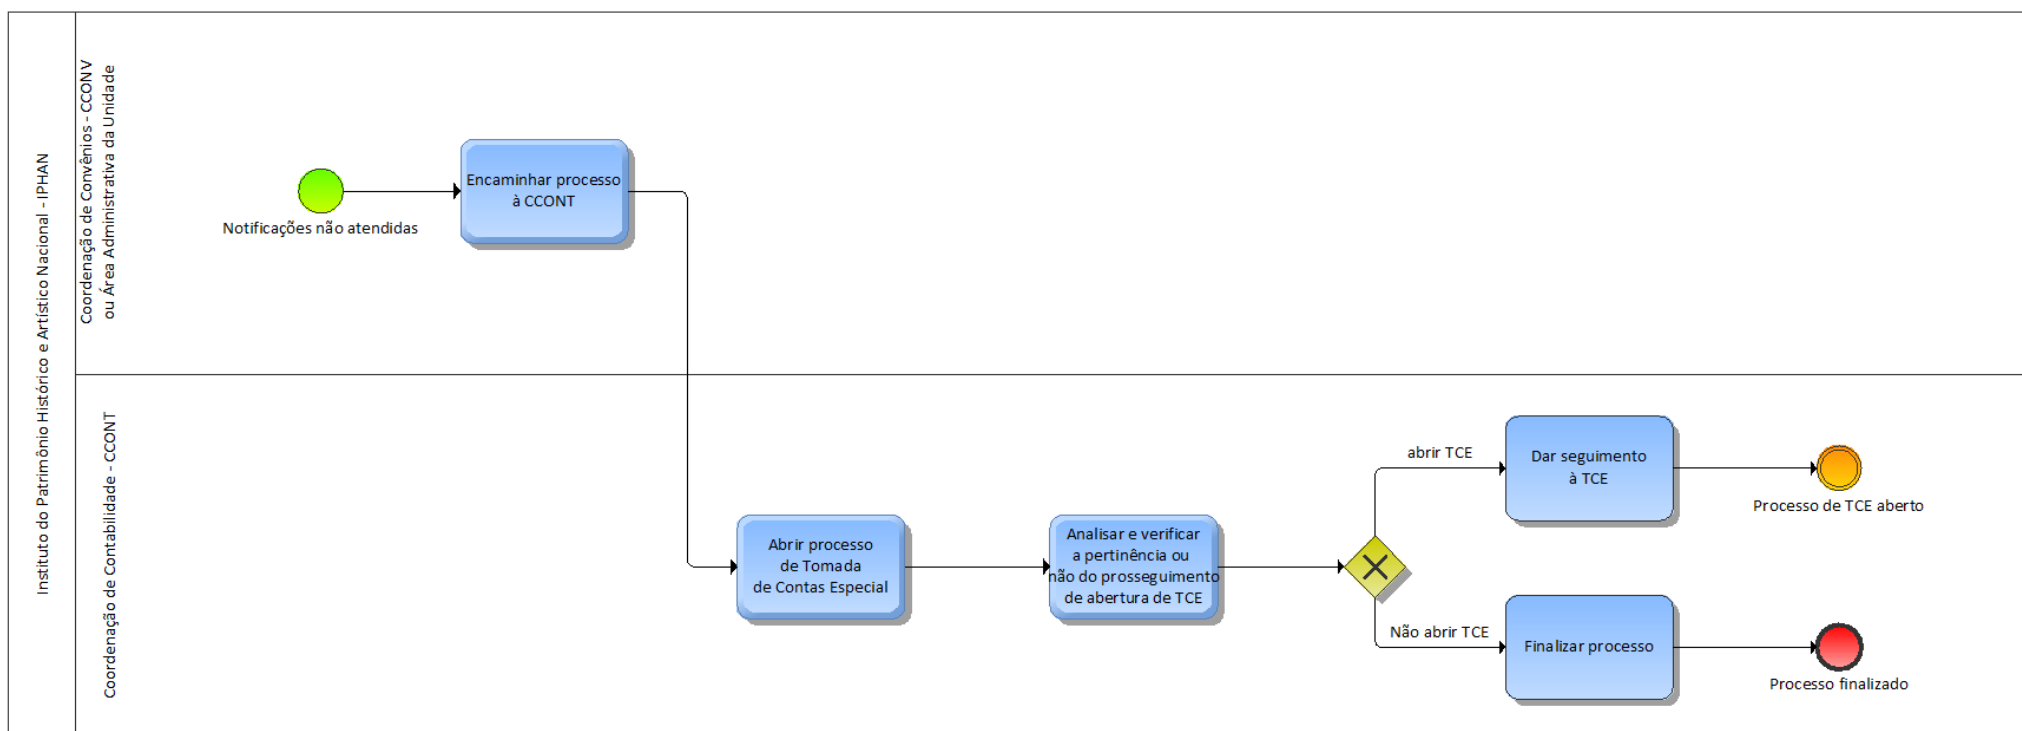 Instituto do Patrimônio Histórico e Artístico Nacional - IPHAN
Coordenação de Convênios - CCONV
ou Área Administrativa da Unidade
Notificações não atendidas
Encaminhar processo
à CCONT
Coordenação de Contabilidade - CCONT
Abrir processo
de Tomada
de Contas Especial
Analisar e verificar
a pertinência ou
não do prosseguimento
de abertura de TCE
abrir TCE
Dar seguimento
à TCE
Processo de TCE aberto
Não abrir TCE
Finalizar processo
Processo finalizado